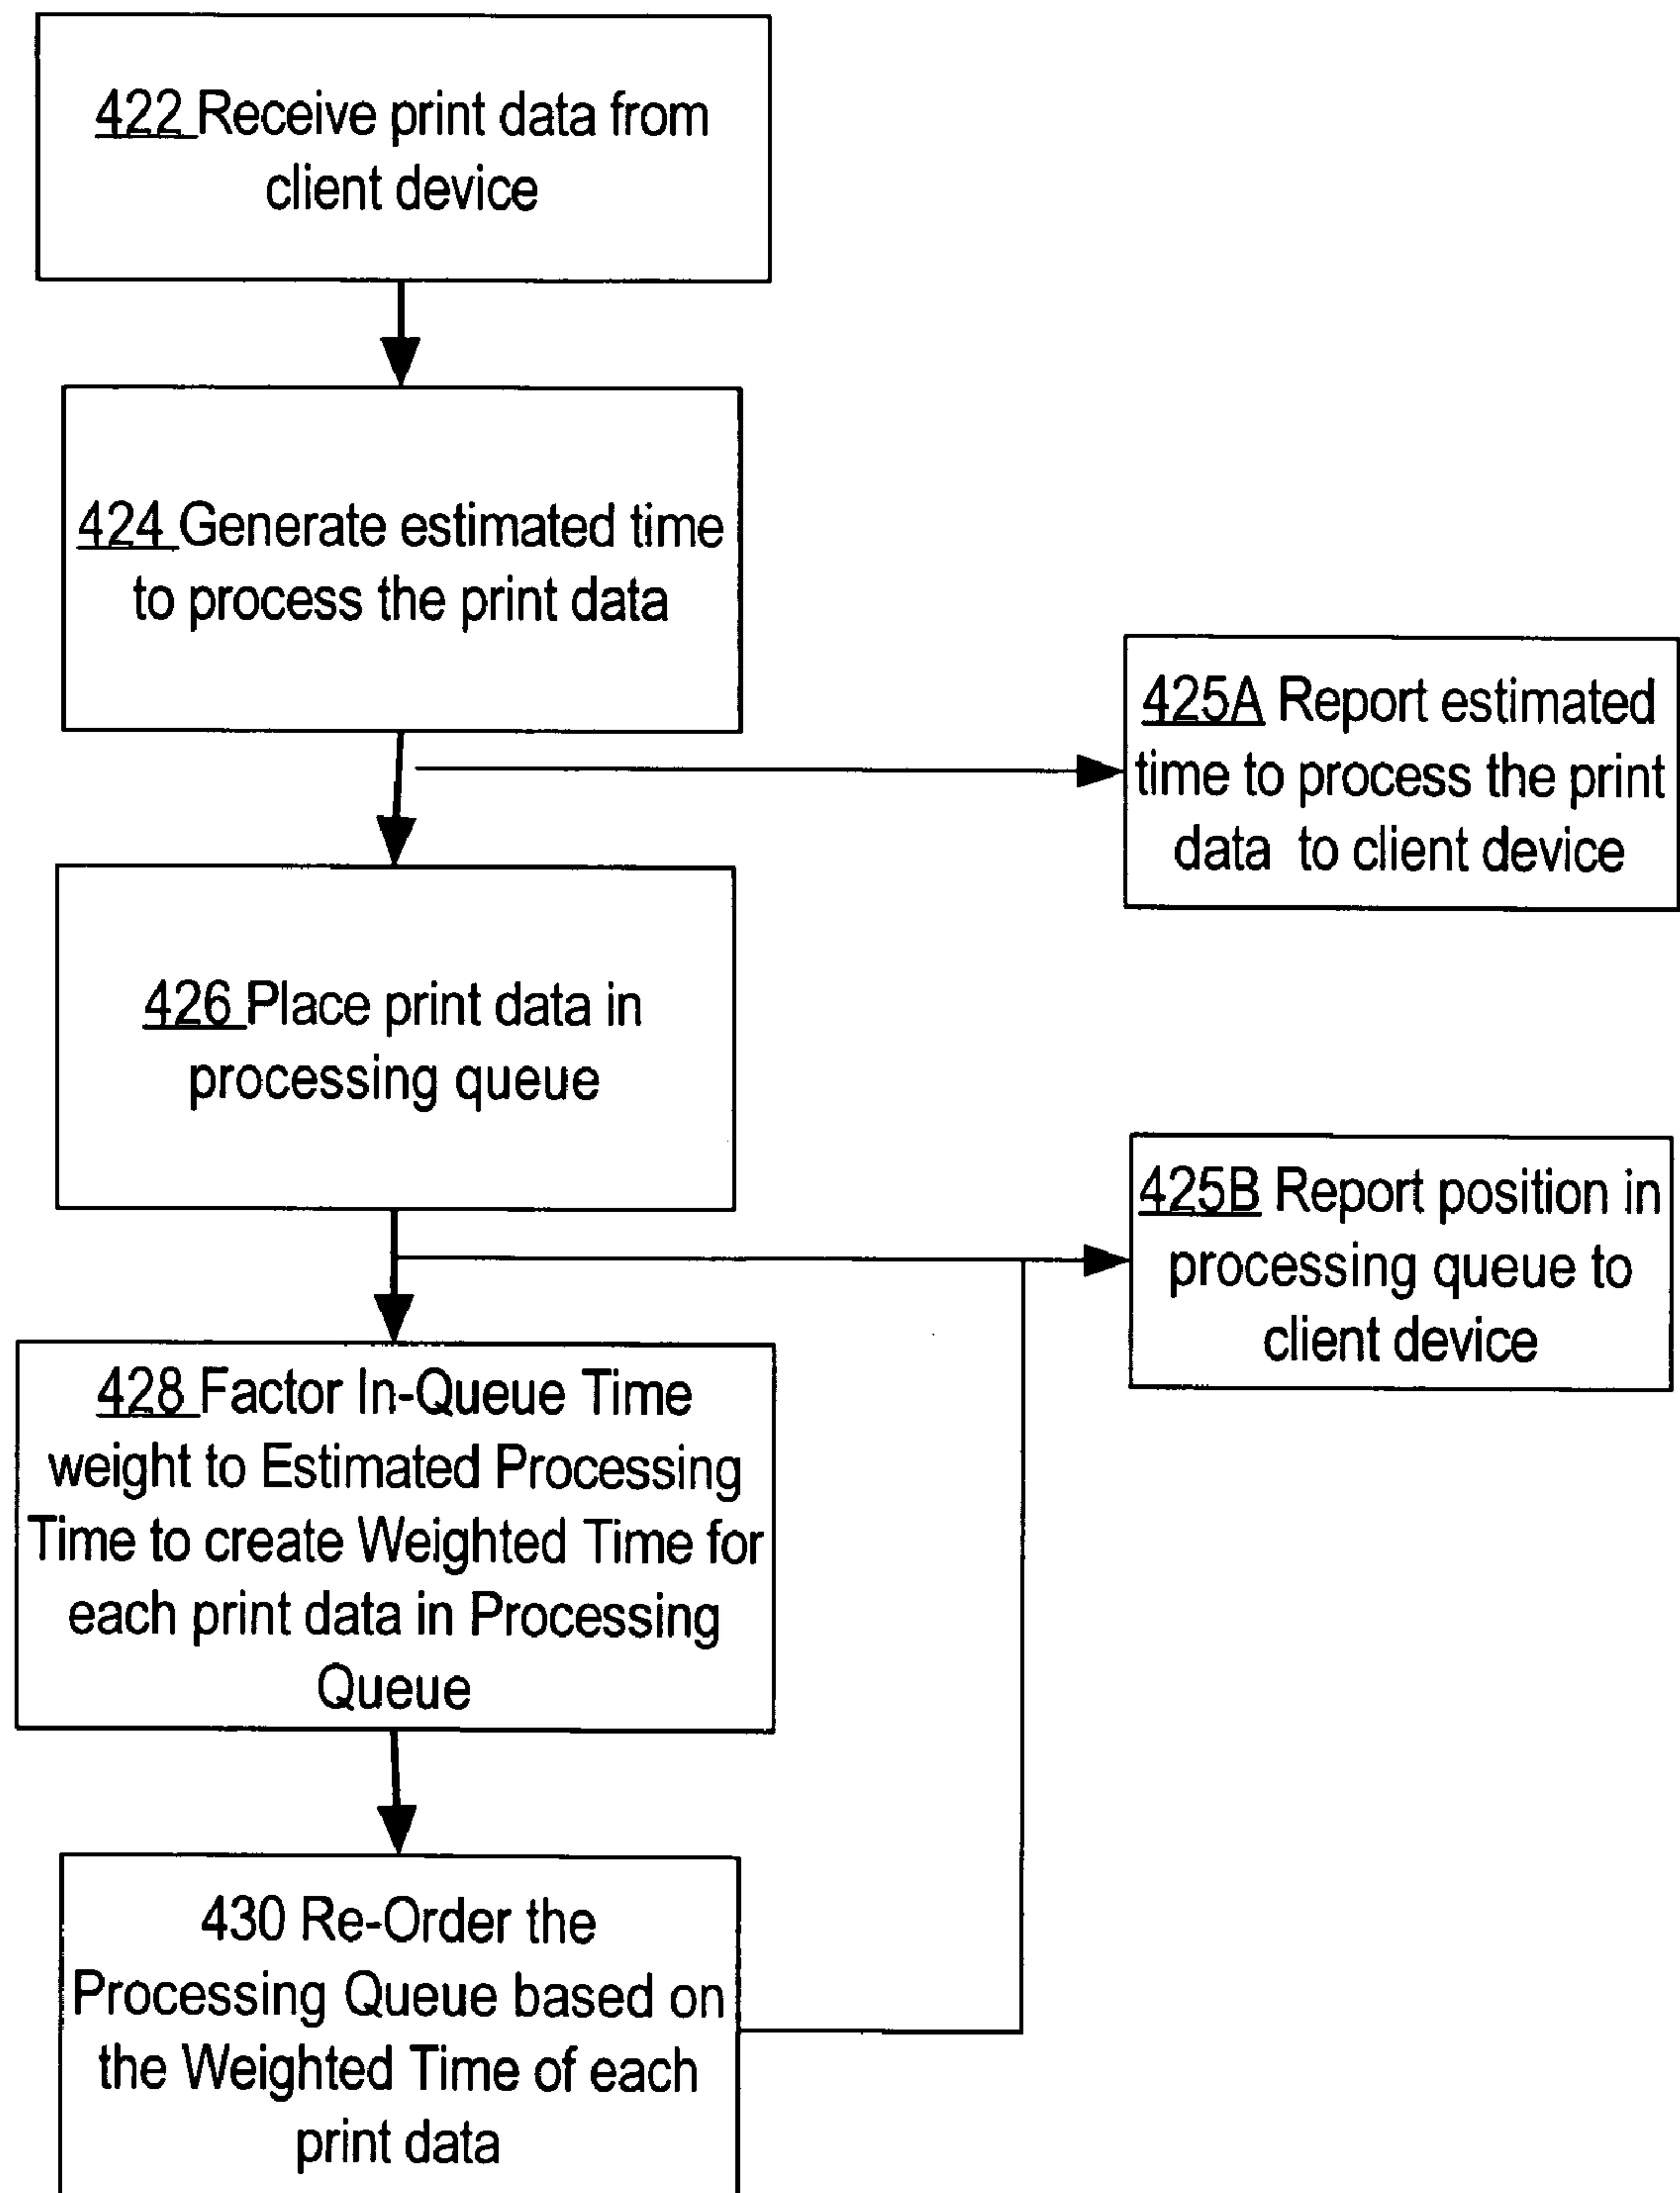 422 Receive print data from
client device
424 Generate estimated time
to process the print data
425A Report estimated
time to process the print
data to client device
426 Place print data in
processing queue
425B Report position in
processing queue to
client device
428 Factor In-Queue Time
weight to Estimated Processing
Time to create Weighted Time for
each print data in Processing
Queue
430 Re-Order the
Processing Queue based on
the Weighted Time of each
print data